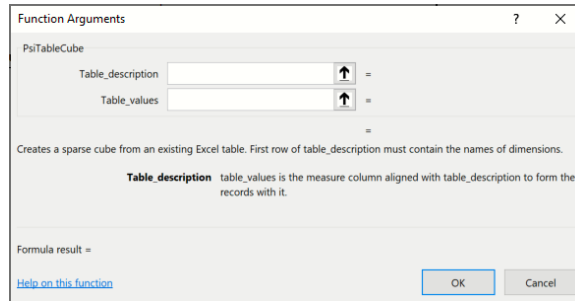 Function Arguments ? X
PsiTableCube
Table_description =
Table_values =
=
Creates a sparse cube from an existing Excel table. First row of table_description must contain the names of dimensions.
Table_description table_values is the measure column aligned with table_description to form the
records with it.
Formula result =
Help on this function OK Cancel